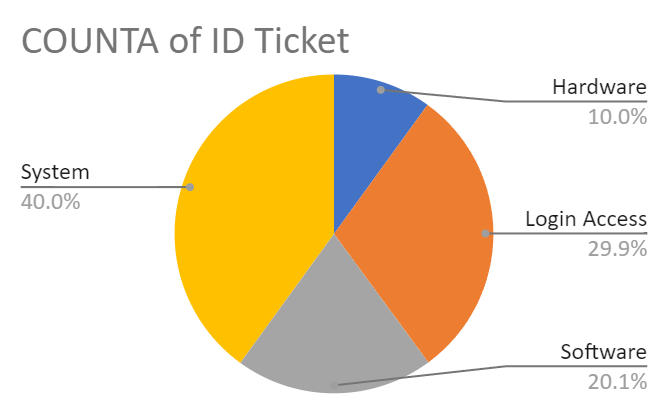 COUNTA of ID Ticket
Hardware
10.0%
System
40.0%
Login Access
29.9%
Software
20.1%